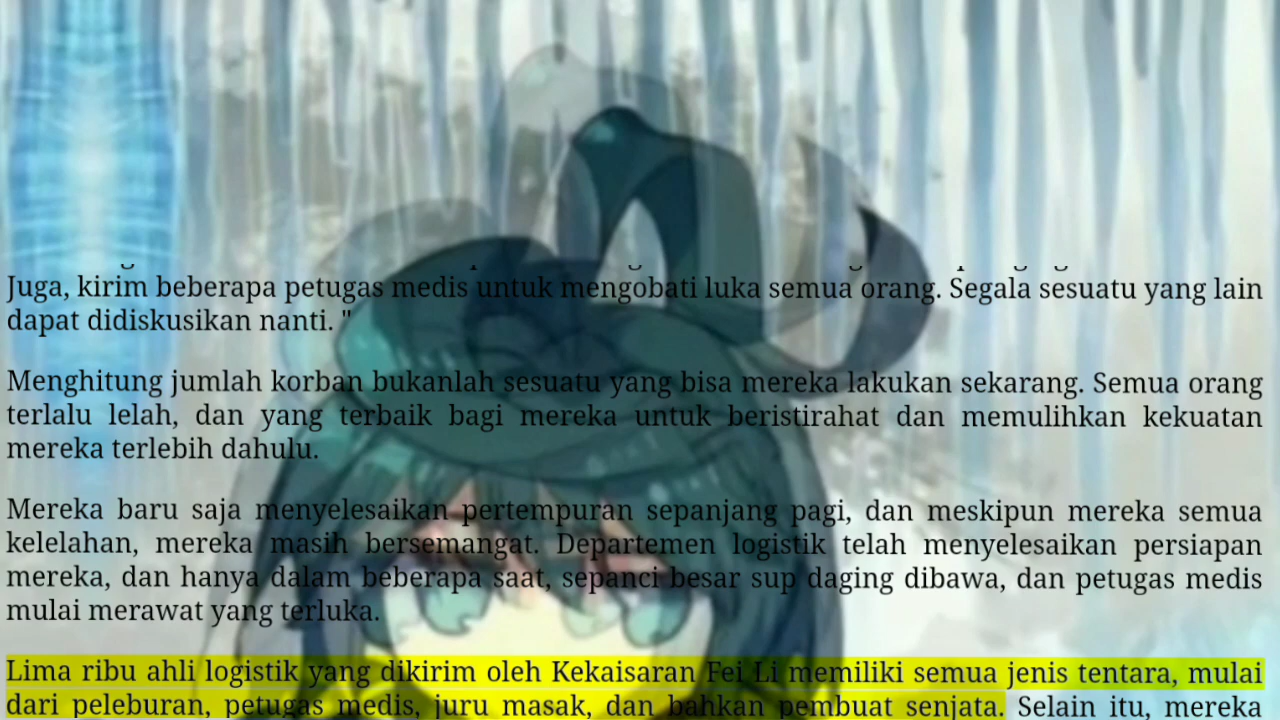 Juga, kirim beberapa petugas medis untuk mengobati luka semua orang. Segala sesuatu yang lain
dapat didiskusikan nanti. "
Menghitung jumlah korban bukanlah sesuatu yang bisa mereka lakukan sekarang. Semua orang
terlalu lelah, dan yang terbaik bagi mereka untuk beristirahat dan memulihkan kekuatan
mereka terlebih dahulu.
Mereka baru saja menyelesaikan pertempuran sepanjang pagi, dan meskipun mereka semua
kelelahan, mereka masih bersemangat. Departemen logistik telah menyelesaikan persiapan
mereka, dan hanya dalam beberapa saat, sepanci besar sup daging dibawa, dan petugas medis
mulai merawat yang terluka.
Lima ribu ahli logistik yang dikirim oleh Kekaisaran Fei Li memiliki semua jenis tentara, mulai
dari peleburan, petugas medis, juru masak, dan bahkan pembuat senjata. Selain itu, mereka